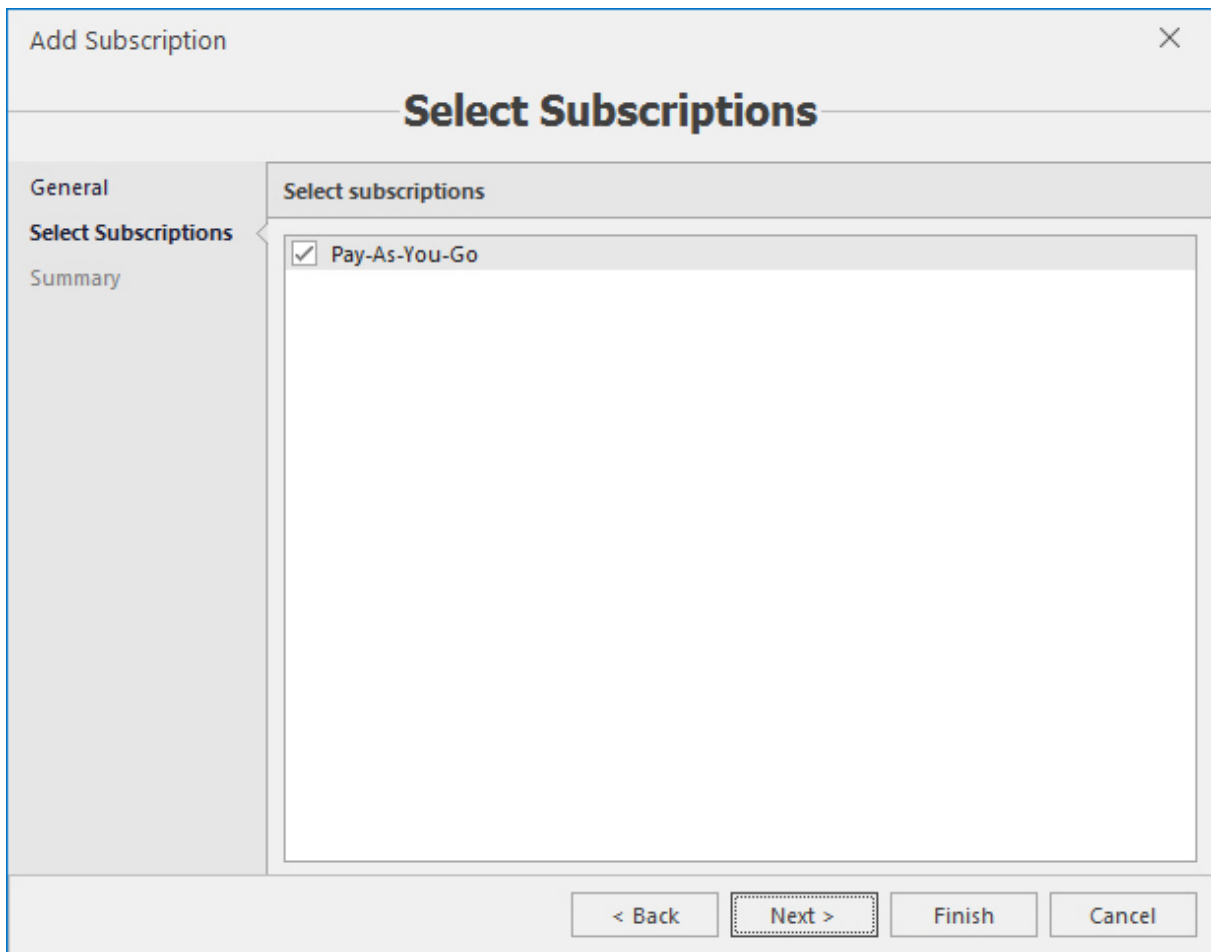 Add Subscription
Select Subscriptions
General
Select Subscriptions
Summary
Select subscriptions
Pay-As-You-Go
< Back
Next >
Finish
Cancel